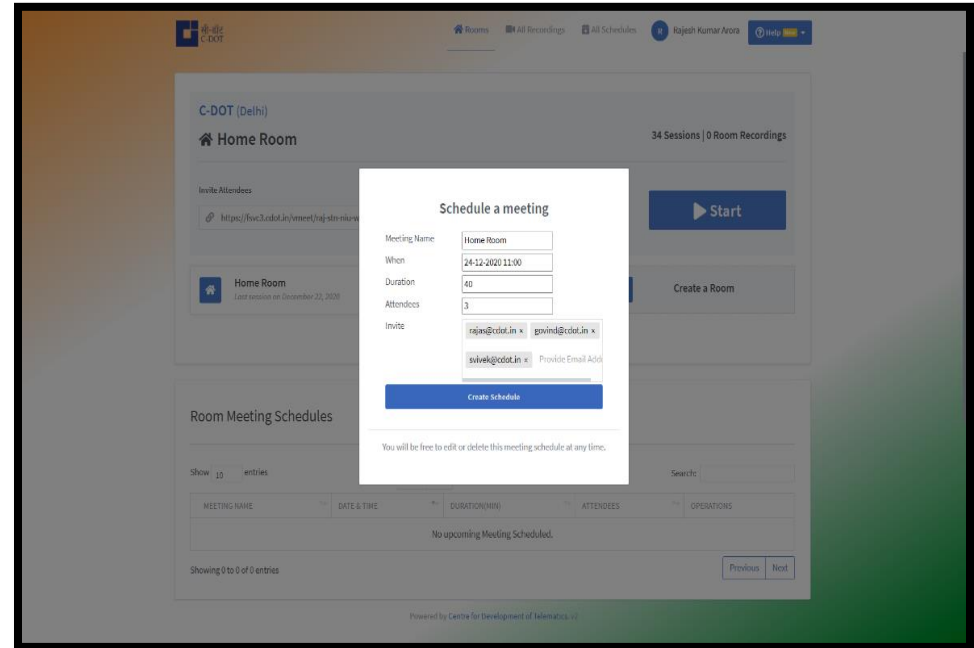 सी-डॉट
C-DOT
Rooms
All Recordings
All Schedules
R
Rajesh Kumar Arora
Help
C-DOT (Delhi)
Home Room
34 Sessions | 0 Room Recordings
Invite Attendees
Start
Home Room
Last session on December 22, 2020
Create a Room
Schedule a meeting
Meeting Name
Home Room
When
24-12-2020 11:00
Duration
40
Attendees
3
Invite
rajas@cdot.in × govind@cdot.in ×
svivek@cdot.in × Provide Email Addr
Create Schedule
You will be free to edit or delete this meeting schedule at any time.
Room Meeting Schedules
Show 10 entries
Search:
MEETING NAME
DATE & TIME
DURATION(MIN)
ATTENDEES
OPERATIONS
No upcoming Meeting Scheduled.
Showing 0 to 0 of 0 entries
Previous Next
Powered by Centre for Development of Telematics.